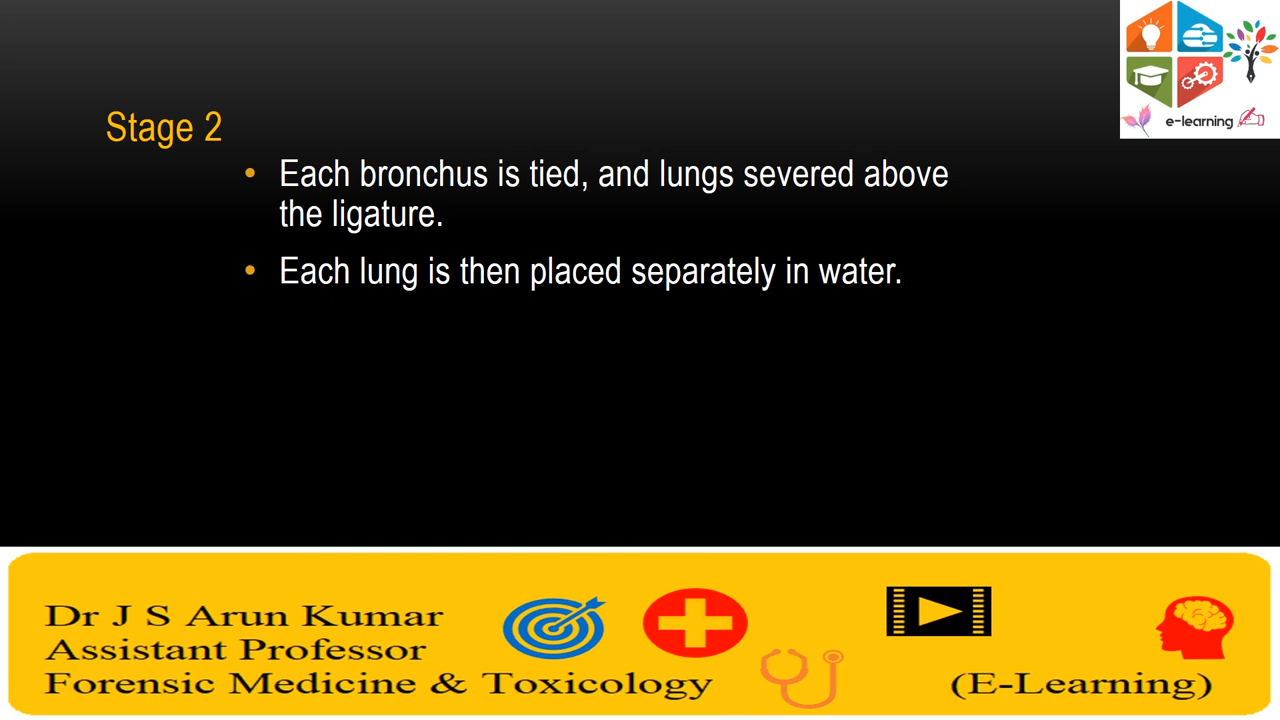 e-learning
Stage 2
• Each bronchus is tied, and lungs severed above
the ligature.
• Each lung is then placed separately in water.
Dr J S Arun Kumar
Assistant Professor
Forensic Medicine & Toxicology
(E-Learning)